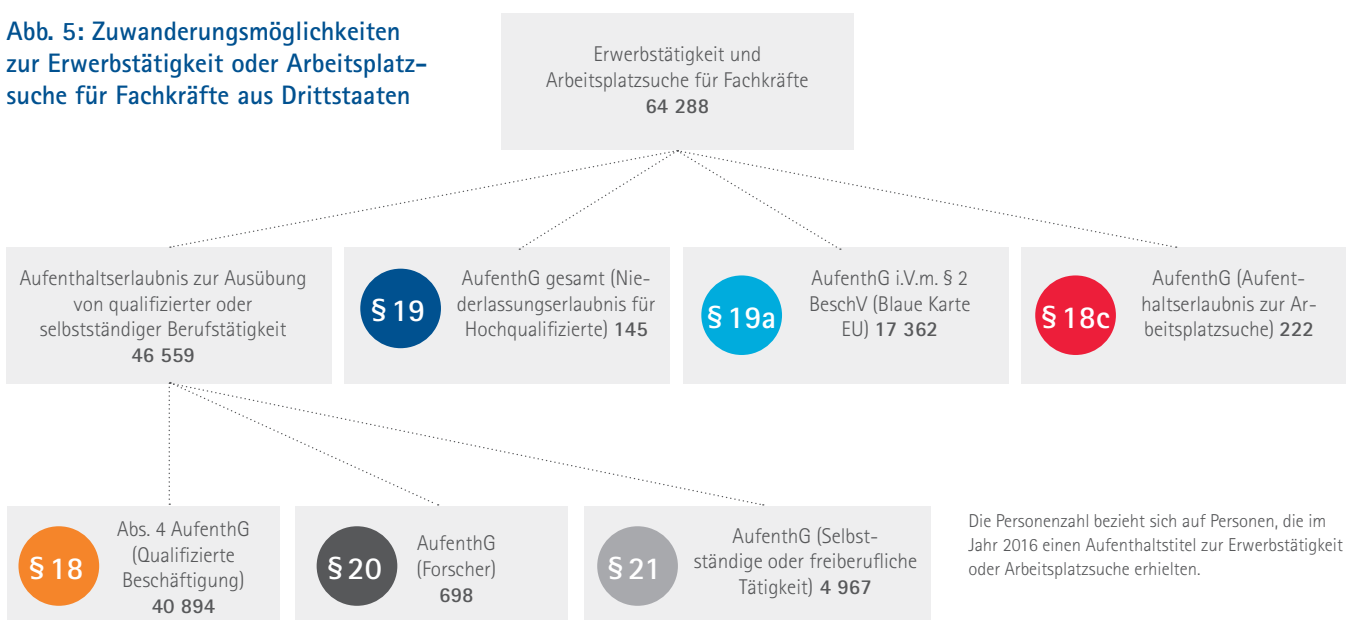 Abb. 5: Zuwanderungsmöglichkeiten
zur Erwerbstätigkeit oder Arbeitsplatz-
suche für Fachkräfte aus Drittstaaten
Erwerbstätigkeit und
Arbeitsplatzsuche für Fachkräfte
64 288
Aufenthaltserlaubnis zur Ausübung
von qualifizierter oder
selbstständiger Berufstätigkeit
46 559
§ 19
AufenthG gesamt (Nie-
derlassungserlaubnis für
Hochqualifizierte) 145
§ 19a
AufenthG i.V.m. § 2
BeschV (Blaue Karte
EU) 17 362
§ 18c
AufenthG (Aufent-
haltserlaubnis zur Ar-
beitsplatzsuche) 222
§ 18
Abs. 4 AufenthG
(Qualifizierte
Beschäftigung)
40 894
§ 20
AufenthG
(Forscher)
698
§ 21
AufenthG (Selbst-
ständige oder freiberufliche
Tätigkeit) 4 967
Die Personenzahl bezieht sich auf Personen, die im
Jahr 2016 einen Aufenthaltstitel zur Erwerbstätigkeit
oder Arbeitsplatzsuche erhielten.